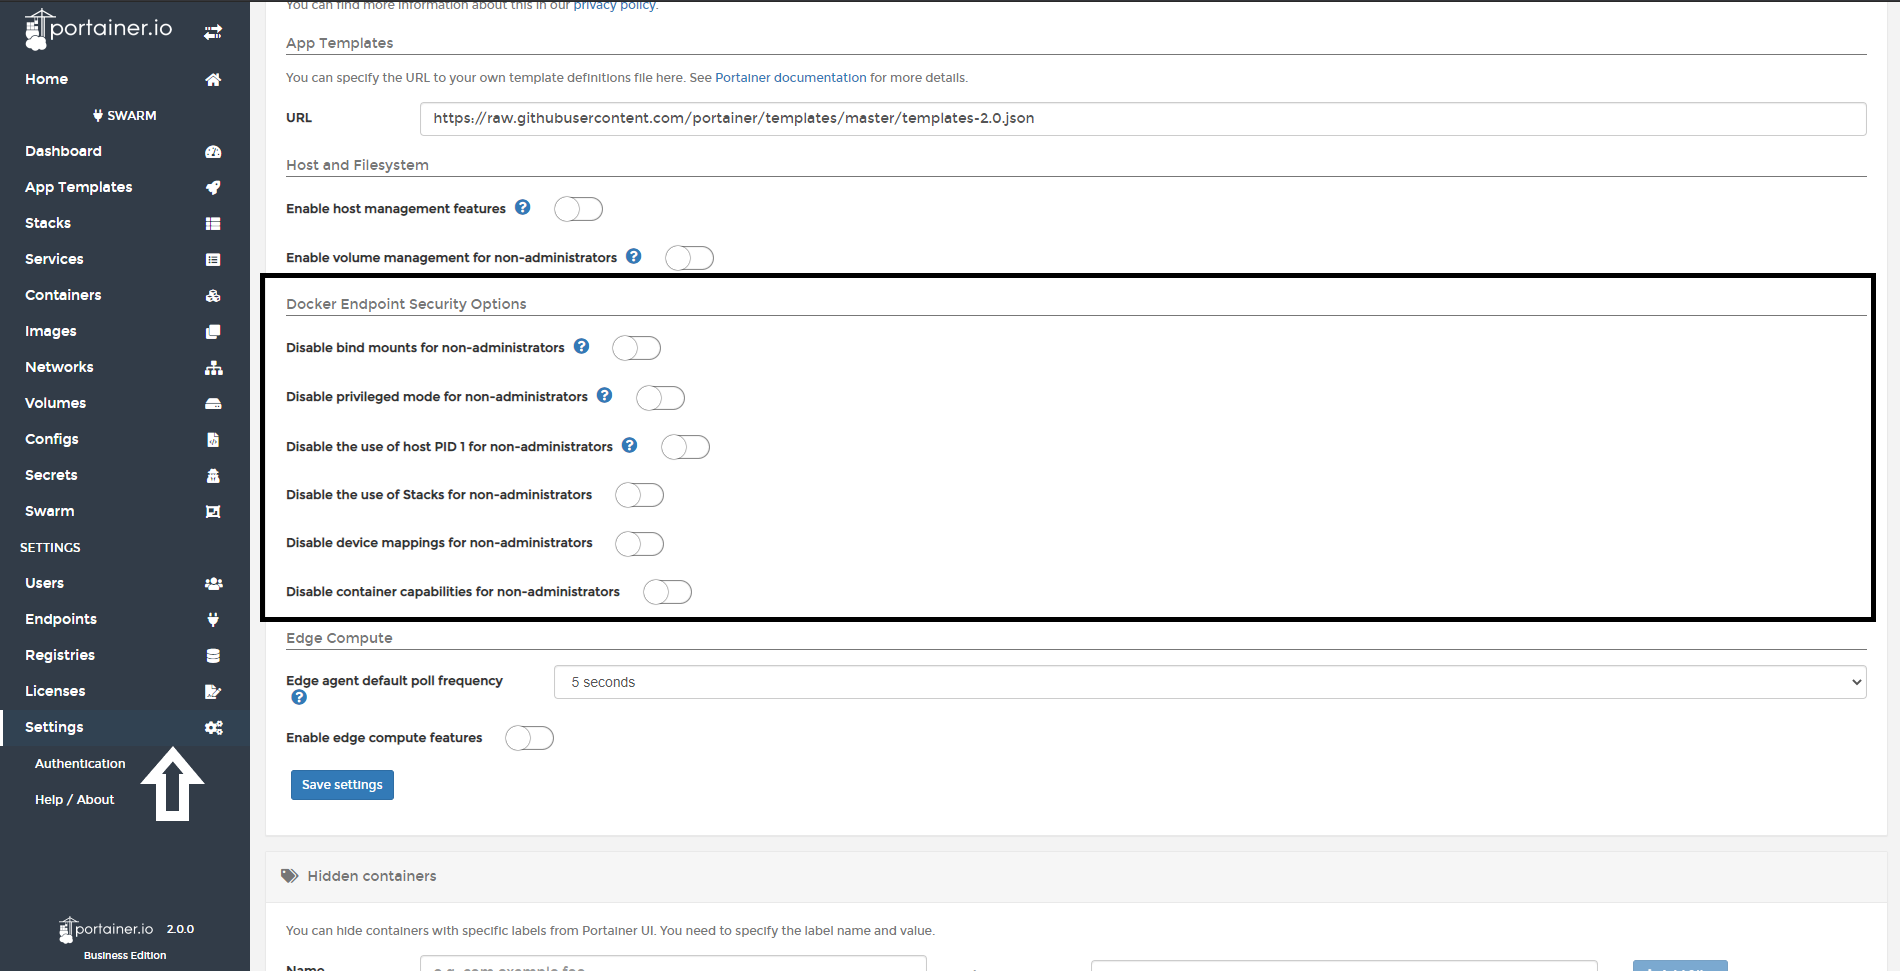 portainer.io
Home
SWARM
Dashboard
App Templates
Stacks
Services
Containers
Images
Networks
Volumes
Configs
Secrets
Swarm
SETTINGS
Users
Endpoints
Registries
Licenses
Settings
Authentication
Help / About
portainer.io 2.0.0
Business Edition
You can find more information about this in our privacy policy.
App Templates
You can specify the URL to your own template definitions file here. See Portainer documentation for more details.
URL https://raw.githubusercontent.com/portainer/templates/master/templates-2.0.json
Host and Filesystem
Enable host management features ?
Enable volume management for non-administrators ?
Docker Endpoint Security Options
Disable bind mounts for non-administrators ?
Disable privileged mode for non-administrators ?
Disable the use of host PID 1 for non-administrators ?
Disable the use of Stacks for non-administrators
Disable device mappings for non-administrators
Disable container capabilities for non-administrators
Edge Compute
Edge agent default poll frequency ? 5 seconds
Enable edge compute features
Save settings
Hidden containers
You can hide containers with specific labels from Portainer UI. You need to specify the label name and value.
Name e.g. com.example.foo